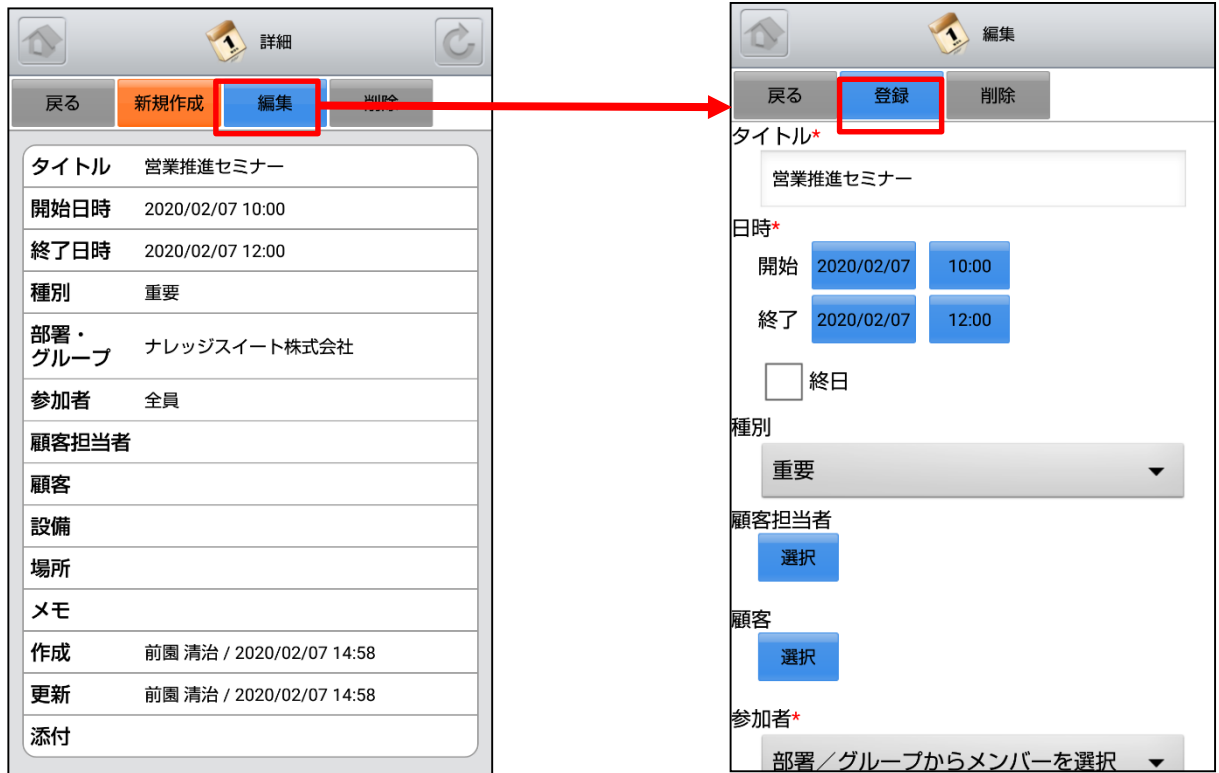 詳細
戻る 新規作成 編集 削除
タイトル 営業推進セミナー
開始日時 2020/02/07 10:00
終了日時 2020/02/07 12:00
種別 重要
部署・
グループ ナレッジスイート株式会社
参加者 全員
顧客担当者
顧客
設備
場所
メモ
作成 前園 清治 / 2020/02/07 14:58
更新 前園 清治 / 2020/02/07 14:58
添付
編集
戻る 登録 削除
タイトル*
営業推進セミナー
日時*
開始 2020/02/07 10:00
終了 2020/02/07 12:00
終日
種別
重要
顧客担当者
選択
顧客
選択
参加者*
部署／グループからメンバーを選択